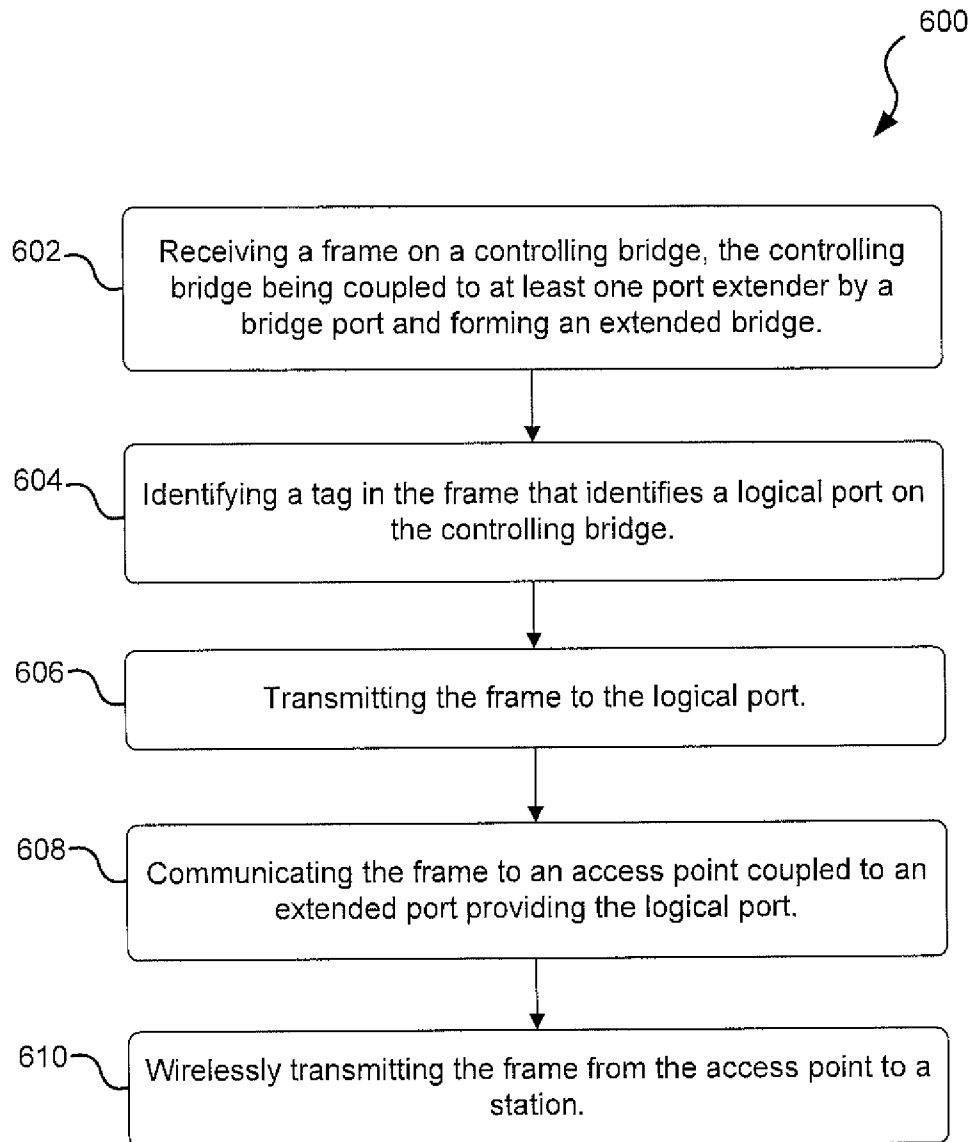 600
602
Receiving a frame on a controlling bridge, the controlling
bridge being coupled to at least one port extender by a
bridge port and forming an extended bridge.
604
Identifying a tag in the frame that identifies a logical port on
the controlling bridge.
606
Transmitting the frame to the logical port.
608
Communicating the frame to an access point coupled to an
extended port providing the logical port.
610
Wirelessly transmitting the frame from the access point to a
station.